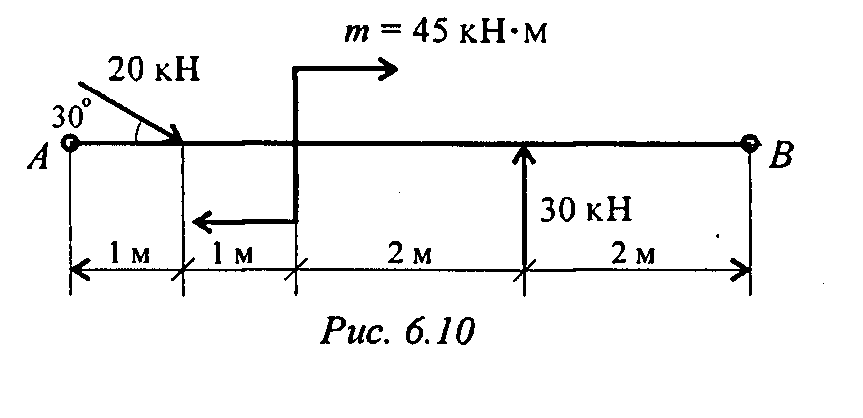 m = 45 кН·м
20 кН
30°
A
B
30 кН
1 м 1 м 2 м 2 м
Рис. 6.10